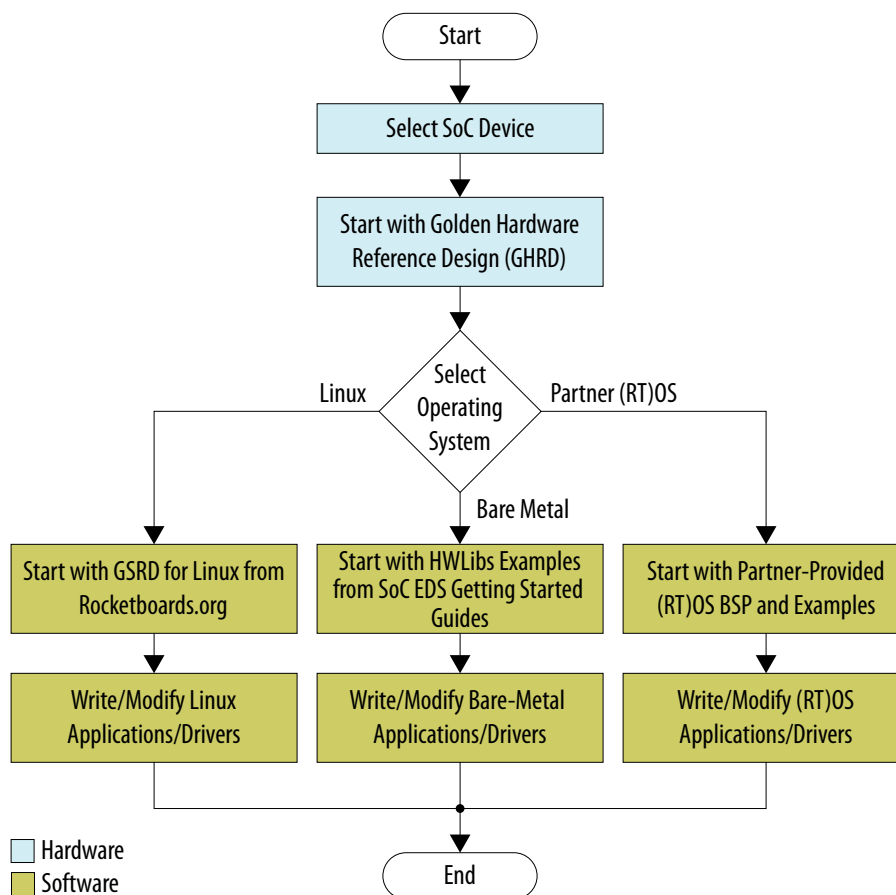 Start
Select SoC Device
Start with Golden Hardware
Reference Design (GHRD)
Select
Operating
System
Linux
Partner (RT)OS
Bare Metal
Start with GSRD for Linux from
Rocketboards.org
Start with HWLibs Examples
from SoC EDS Getting Started
Guides
Start with Partner-Provided
(RT)OS BSP and Examples
Write/Modify Linux
Applications/Drivers
Write/Modify Bare-Metal
Applications/Drivers
Write/Modify (RT)OS
Applications/Drivers
Hardware
Software
End